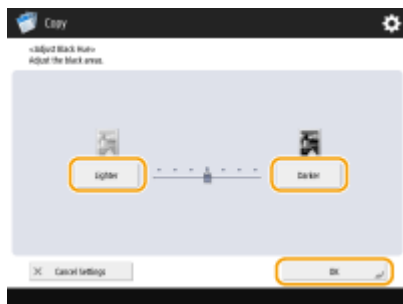 Copy
<Adjust Black Hue>
Adjust the black areas.
Lighter
Darker
Cancel Settings
OK